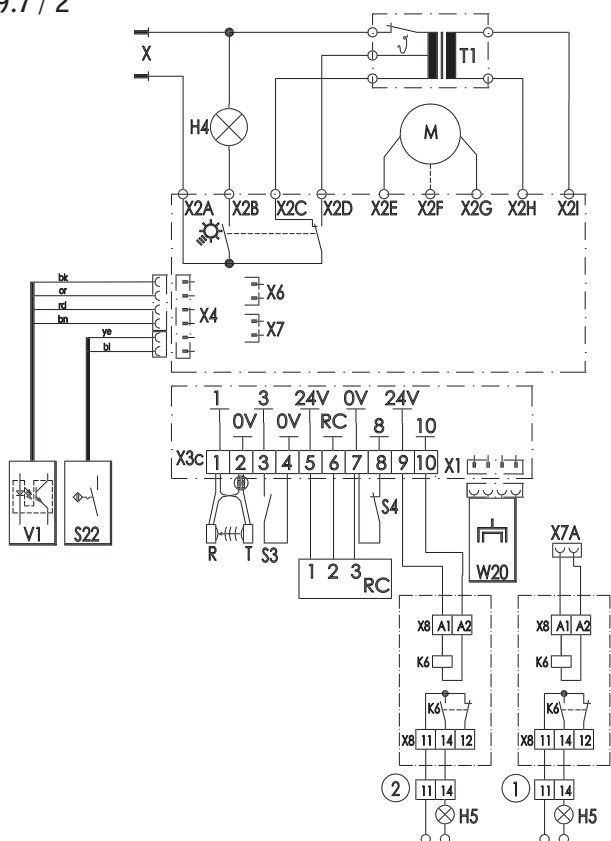 9.7 / 2
X
T1
H4
M
X2A X2B X2C X2D X2E X2F X2G X2H X2I
bk
or
rd
bn
ye
bl
X4
X6
X7
1 3 24V 0V 24V
0V 0V RC 8 10
X3c 1 2 3 4 5 6 7 8 9 10 X1
V1 S22
R T S3
S4
1 2 3
RC
W20
X7A
X8 A1 A2
X8 A1 A2
K6
K6
K6
K6
X8 11 14 12
X8 11 14 12
2 11 14
1 11 14
H5
H5